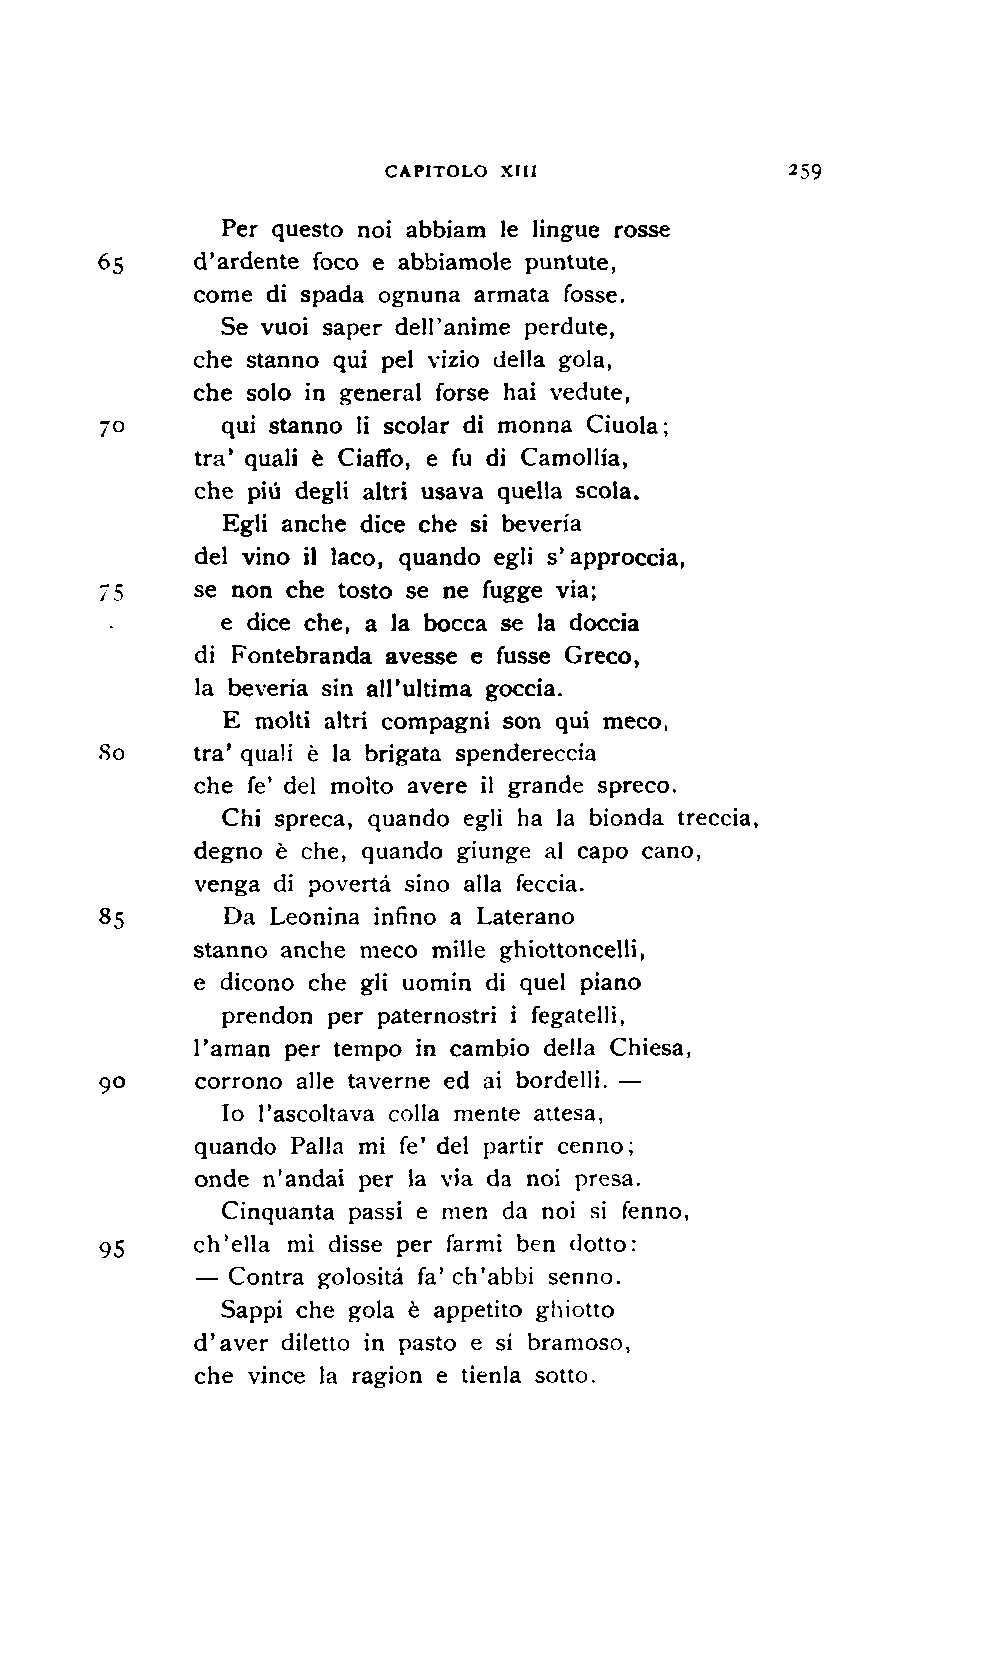 CAPITOLO XIII 259
Per questo noi abbiam le lingue rosse
65 d'ardente foco e abbiamole puntute,
come di spada ognuna armata fosse.
Se vuoi saper dell'anime perdute,
che stanno qui pel vizio della gola,
che solo in general forse hai vedute,
70 qui stanno li scolar di monna Ciuola;
tra' quali è Ciaffo, e fu di Camollía,
che piú degli altri usava quella scola.
Egli anche dice che si bevería
del vino il laco, quando egli s'approccia,
75 se non che tosto se ne fugge via;
e dice che, a la bocca se la doccia
di Fontebranda avesse e fusse Greco,
la bevería sin all'ultima goccia.
E molti altri compagni son qui meco,
80 tra' quali è la brigata spendereccia
che fe' del molto avere il grande spreco.
Chi spreca, quando egli ha la bionda treccia,
degno è che, quando giunge al capo cano,
venga di povertá sino alla feccia.
85 Da Leonina infino a Laterano
stanno anche meco mille ghiottoncelli,
e dicono che gli uomin di quel piano
prendon per paternostri i fegatelli,
l'aman per tempo in cambio della Chiesa,
90 corrono alle taverne ed ai bordelli. —
Io l'ascoltava colla mente attesa,
quando Palla mi fe' del partir cenno;
onde n'andai per la via da noi presa.
Cinquanta passi e men da noi si fenno,
95 ch'ella mi disse per farmi ben dotto:
— Contra golositá fa' ch'abbi senno.
Sappi che gola è appetito ghiotto
d'aver diletto in pasto e sí bramoso,
che vince la ragion e tienla sotto.